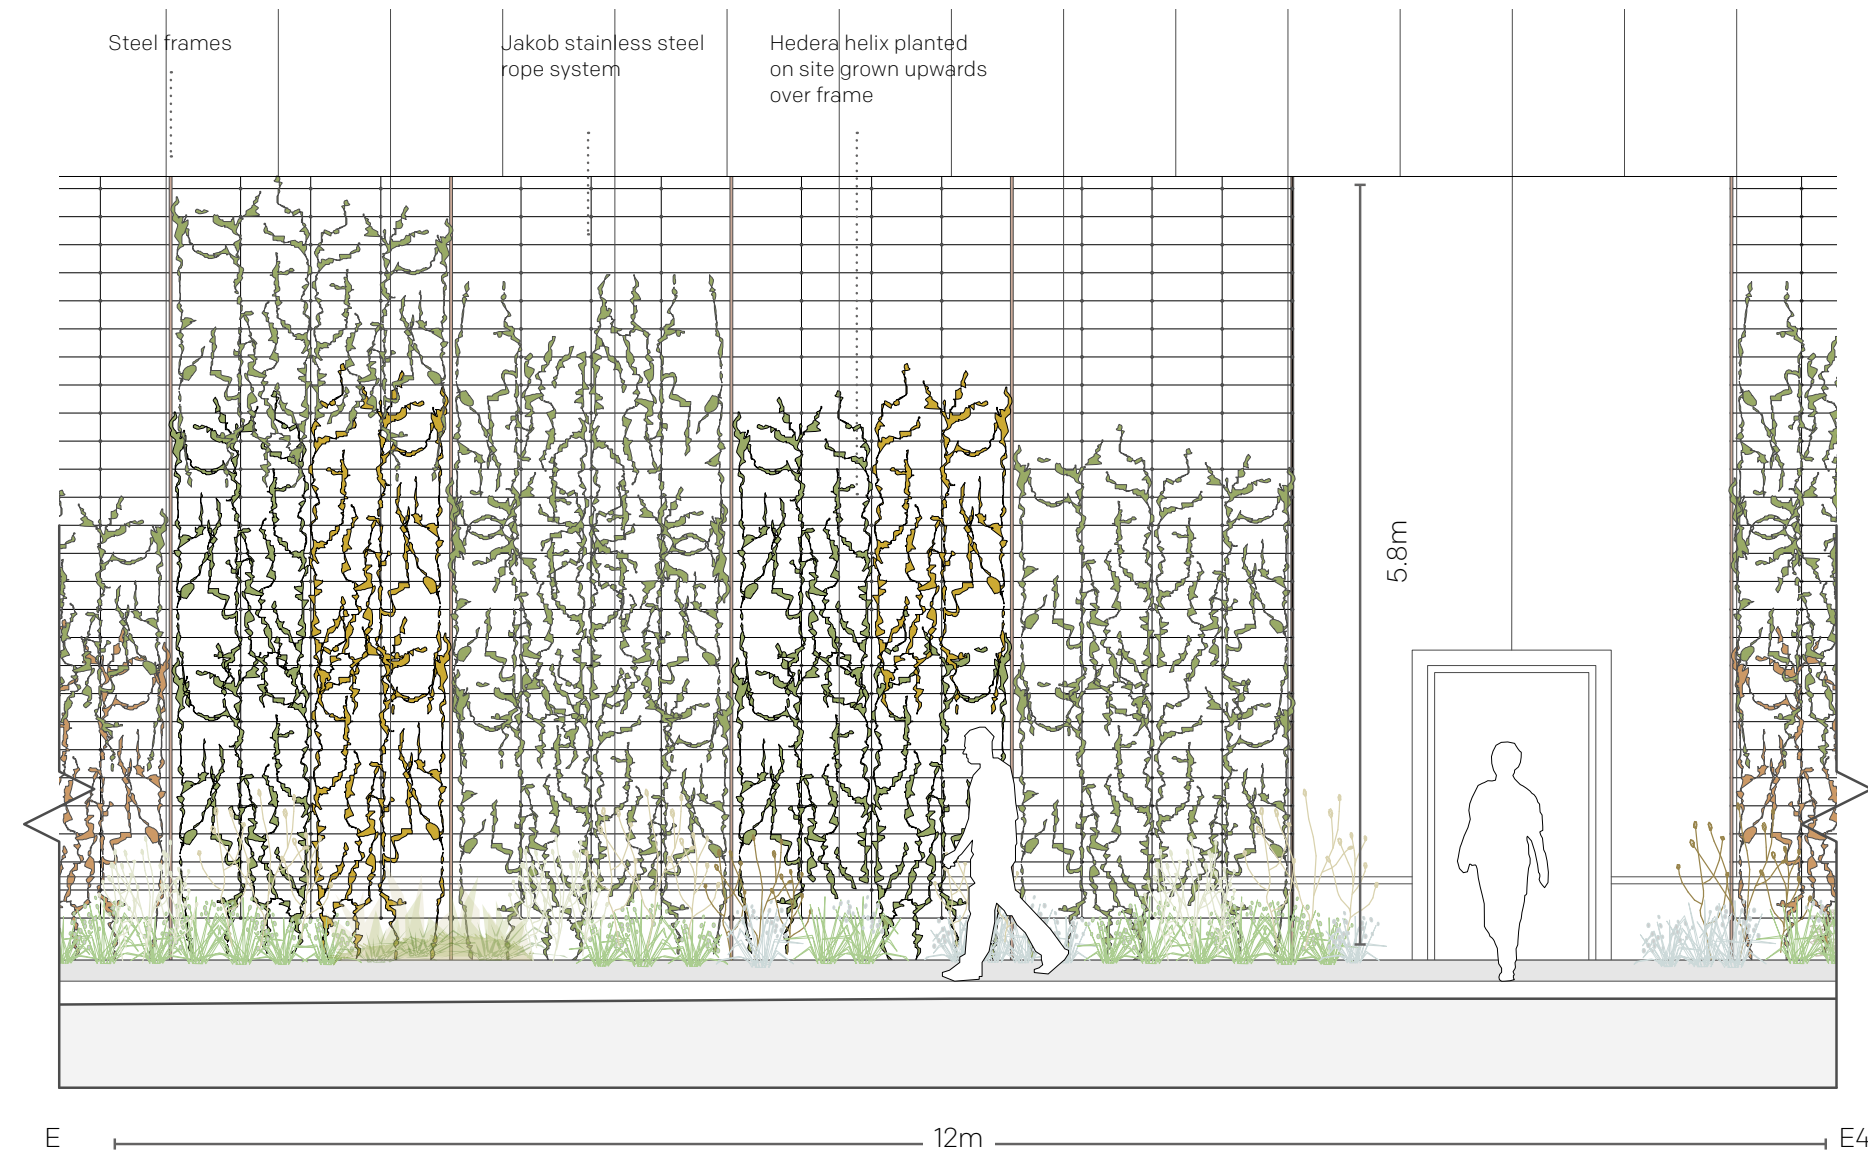 Steel frames
Jakob stainless steel
rope system
Hedera helix planted
on site grown upwards
over frame
5.8m
E
12m
E4